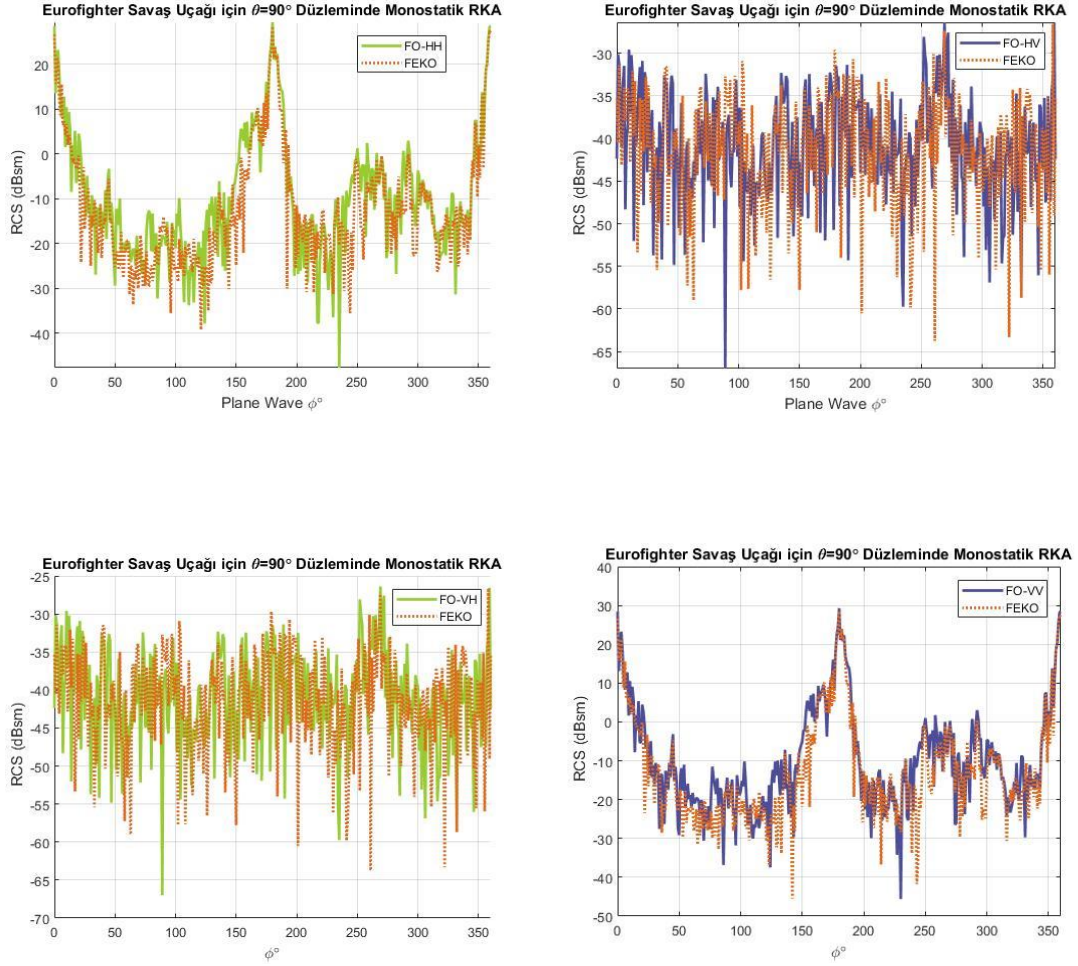 Eurofighter Savaş Uçağı için θ=90° Düzleminde Monostatik RKA
FO-HH
FEKO
20
10
0
-10
-20
-30
-40
RCS (dBsm)
0 50 100 150 200 250 300 350
Plane Wave ϕ°
Eurofighter Savaş Uçağı için θ=90° Düzleminde Monostatik RKA
FO-HV
FEKO
-30
-35
-40
-45
-50
-55
-60
-65
RCS (dBsm)
0 50 100 150 200 250 300 350
Plane Wave ϕ°
Eurofighter Savaş Uçağı için θ=90° Düzleminde Monostatik RKA
FO-VH
FEKO
-25
-30
-35
-40
-45
-50
-55
-60
-65
-70
RCS (dBsm)
0 50 100 150 200 250 300 350
ϕ°
Eurofighter Savaş Uçağı için θ=90° Düzleminde Monostatik RKA
FO-VV
FEKO
40
30
20
10
0
-10
-20
-30
-40
-50
RCS (dBsm)
0 50 100 150 200 250 300 350
ϕ°